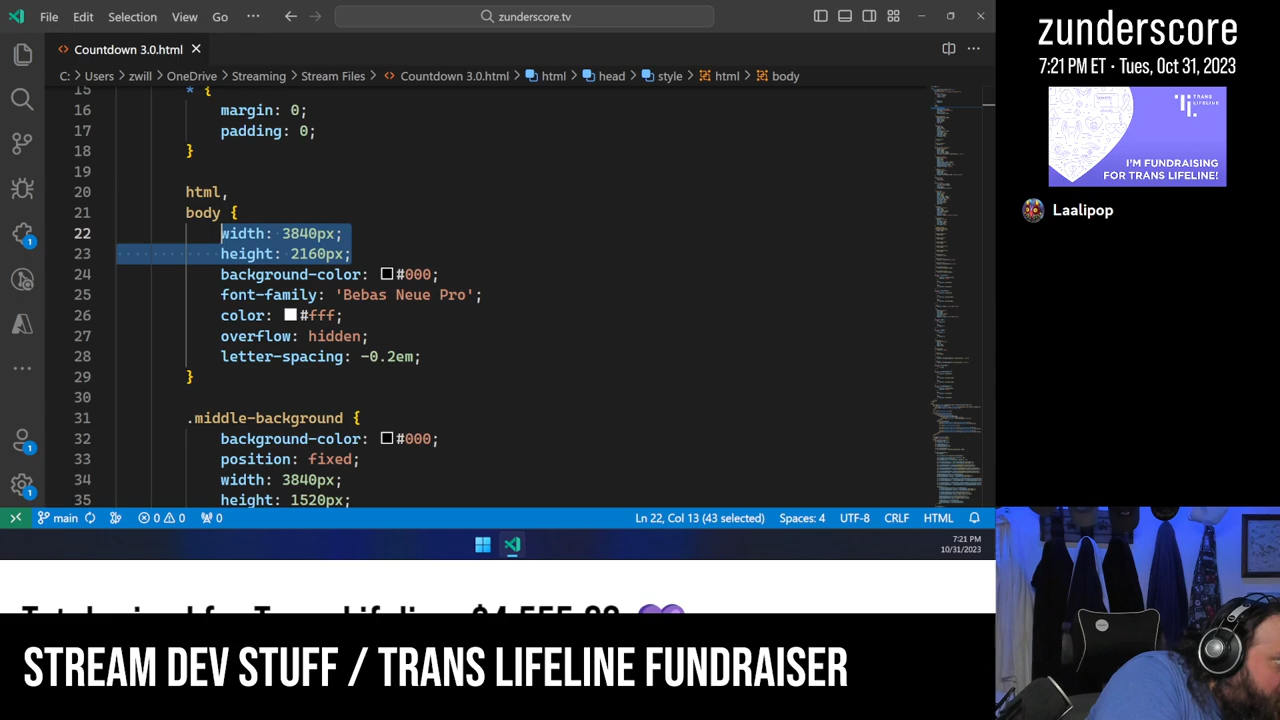 File Edit Selection View Go ··· zunderscore.tv
Countdown 3.0.html
C: > Users > zwill > OneDrive > Streaming > Stream Files > Countdown 3.0.html > html > head > style > html > body
15 * {
16 margin: 0;
17 padding: 0;
18 }
19
20 html,
21 body {
22 width: 3840px;
23 height: 2160px;
24 background-color: #000;
25 font-family: 'Bebas Neue Pro';
26 color: #fff;
27 overflow: hidden;
28 letter-spacing: -0.2em;
29 }
30
31 .middle-background {
32 background-color: #000;
33 position: fixed;
34 width: 3840px;
35 height: 1520px;
main 0 0 0 Ln 22, Col 13 (43 selected) Spaces: 4 UTF-8 CRLF HTML
7:21 PM
10/31/2023
zunderscore
7:21 PM ET · Tues, Oct 31, 2023
TRANS
LIFELINE
I'M FUNDRAISING
FOR TRANS LIFELINE!
Laalipop
STREAM DEV STUFF / TRANS LIFELINE FUNDRAISER